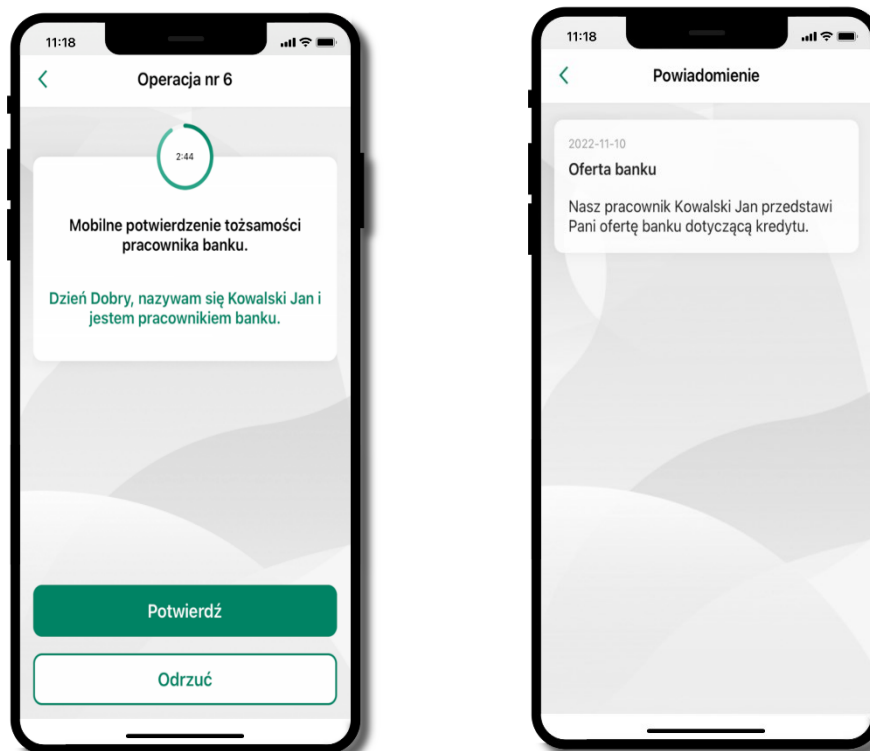 11:18
Operacja nr 6
2:44
Mobilne potwierdzenie tożsamości
pracownika banku.
Dzień Dobry, nazywam się Kowalski Jan i
jestem pracownikiem banku.
Potwierdź
Odrzuć
11:18
Powiadomienie
2022-11-10
Oferta banku
Nasz pracownik Kowalski Jan przedstawi
Pani ofertę banku dotyczącą kredytu.